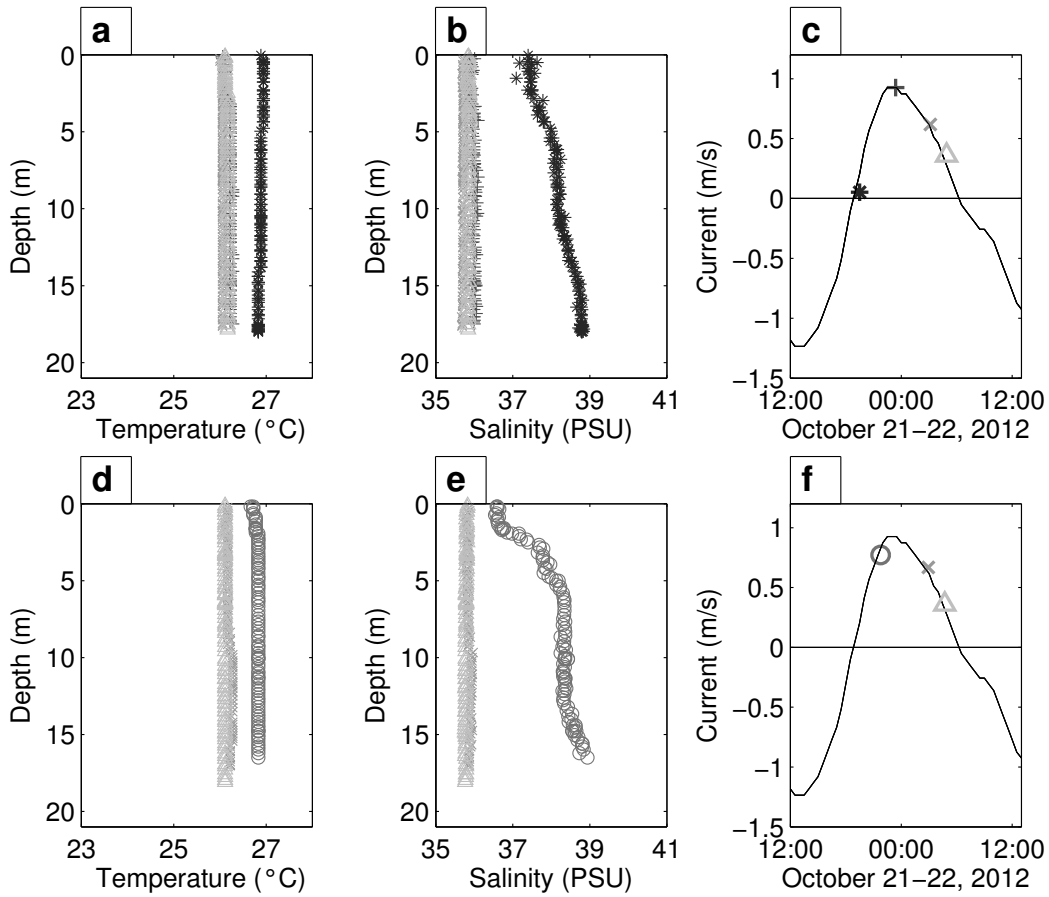 a
0
5
10
15
20
Depth (m)
23 25 27
Temperature (°C)
b
0
5
10
15
20
Depth (m)
35 37 39 41
Salinity (PSU)
c
1
0.5
0
−0.5
−1
−1.5
Current (m/s)
12:00 00:00 12:00
October 21−22, 2012
d
0
5
10
15
20
Depth (m)
23 25 27
Temperature (°C)
e
0
5
10
15
20
Depth (m)
35 37 39 41
Salinity (PSU)
f
1
0.5
0
−0.5
−1
−1.5
Current (m/s)
12:00 00:00 12:00
October 21−22, 2012